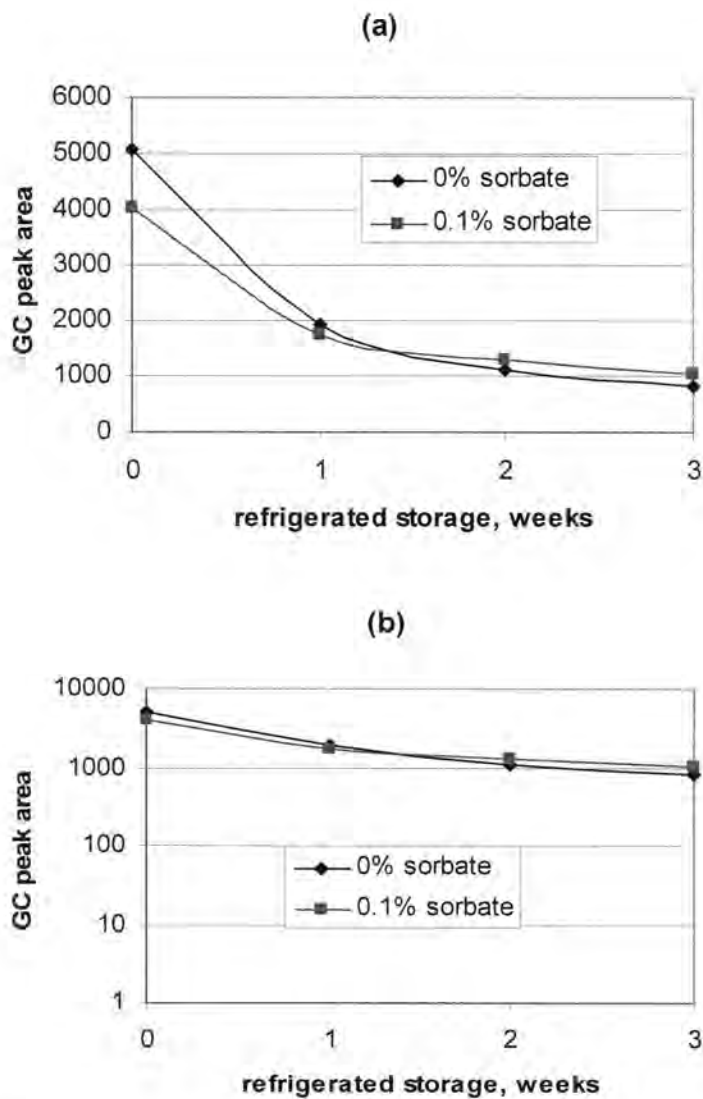 (a)
GC peak area
6000
5000
4000
3000
2000
1000
0
0% sorbate
0.1% sorbate
0 1 2 3
refrigerated storage, weeks
(b)
GC peak area
10000
1000
100
10
1
0% sorbate
0.1% sorbate
0 1 2 3
refrigerated storage, weeks